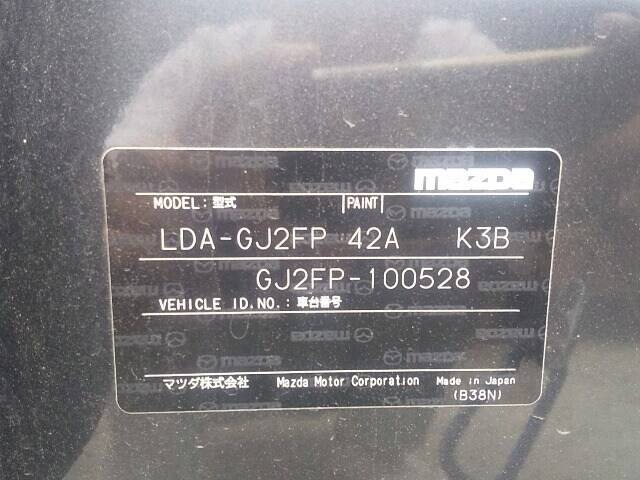 mazda
MODEL: 型式 PAINT
LDA-GJ2FP 42A K3B
GJ2FP-100528
VEHICLE ID.NO.: 車台番号
マツダ株式会社 Mazda Motor Corporation Made in Japan
(B38N)